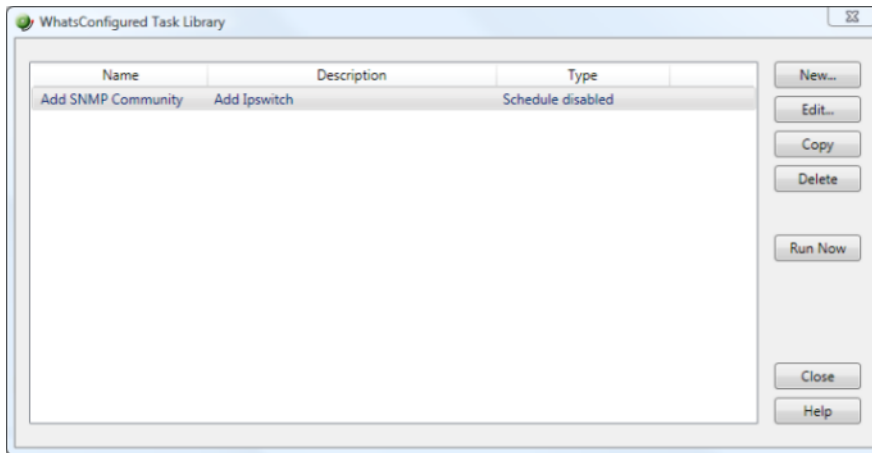 WhatsConfigured Task Library
Name Description Type
Add SNMP Community Add Ipswitch Schedule disabled
New...
Edit...
Copy
Delete
Run Now
Close
Help